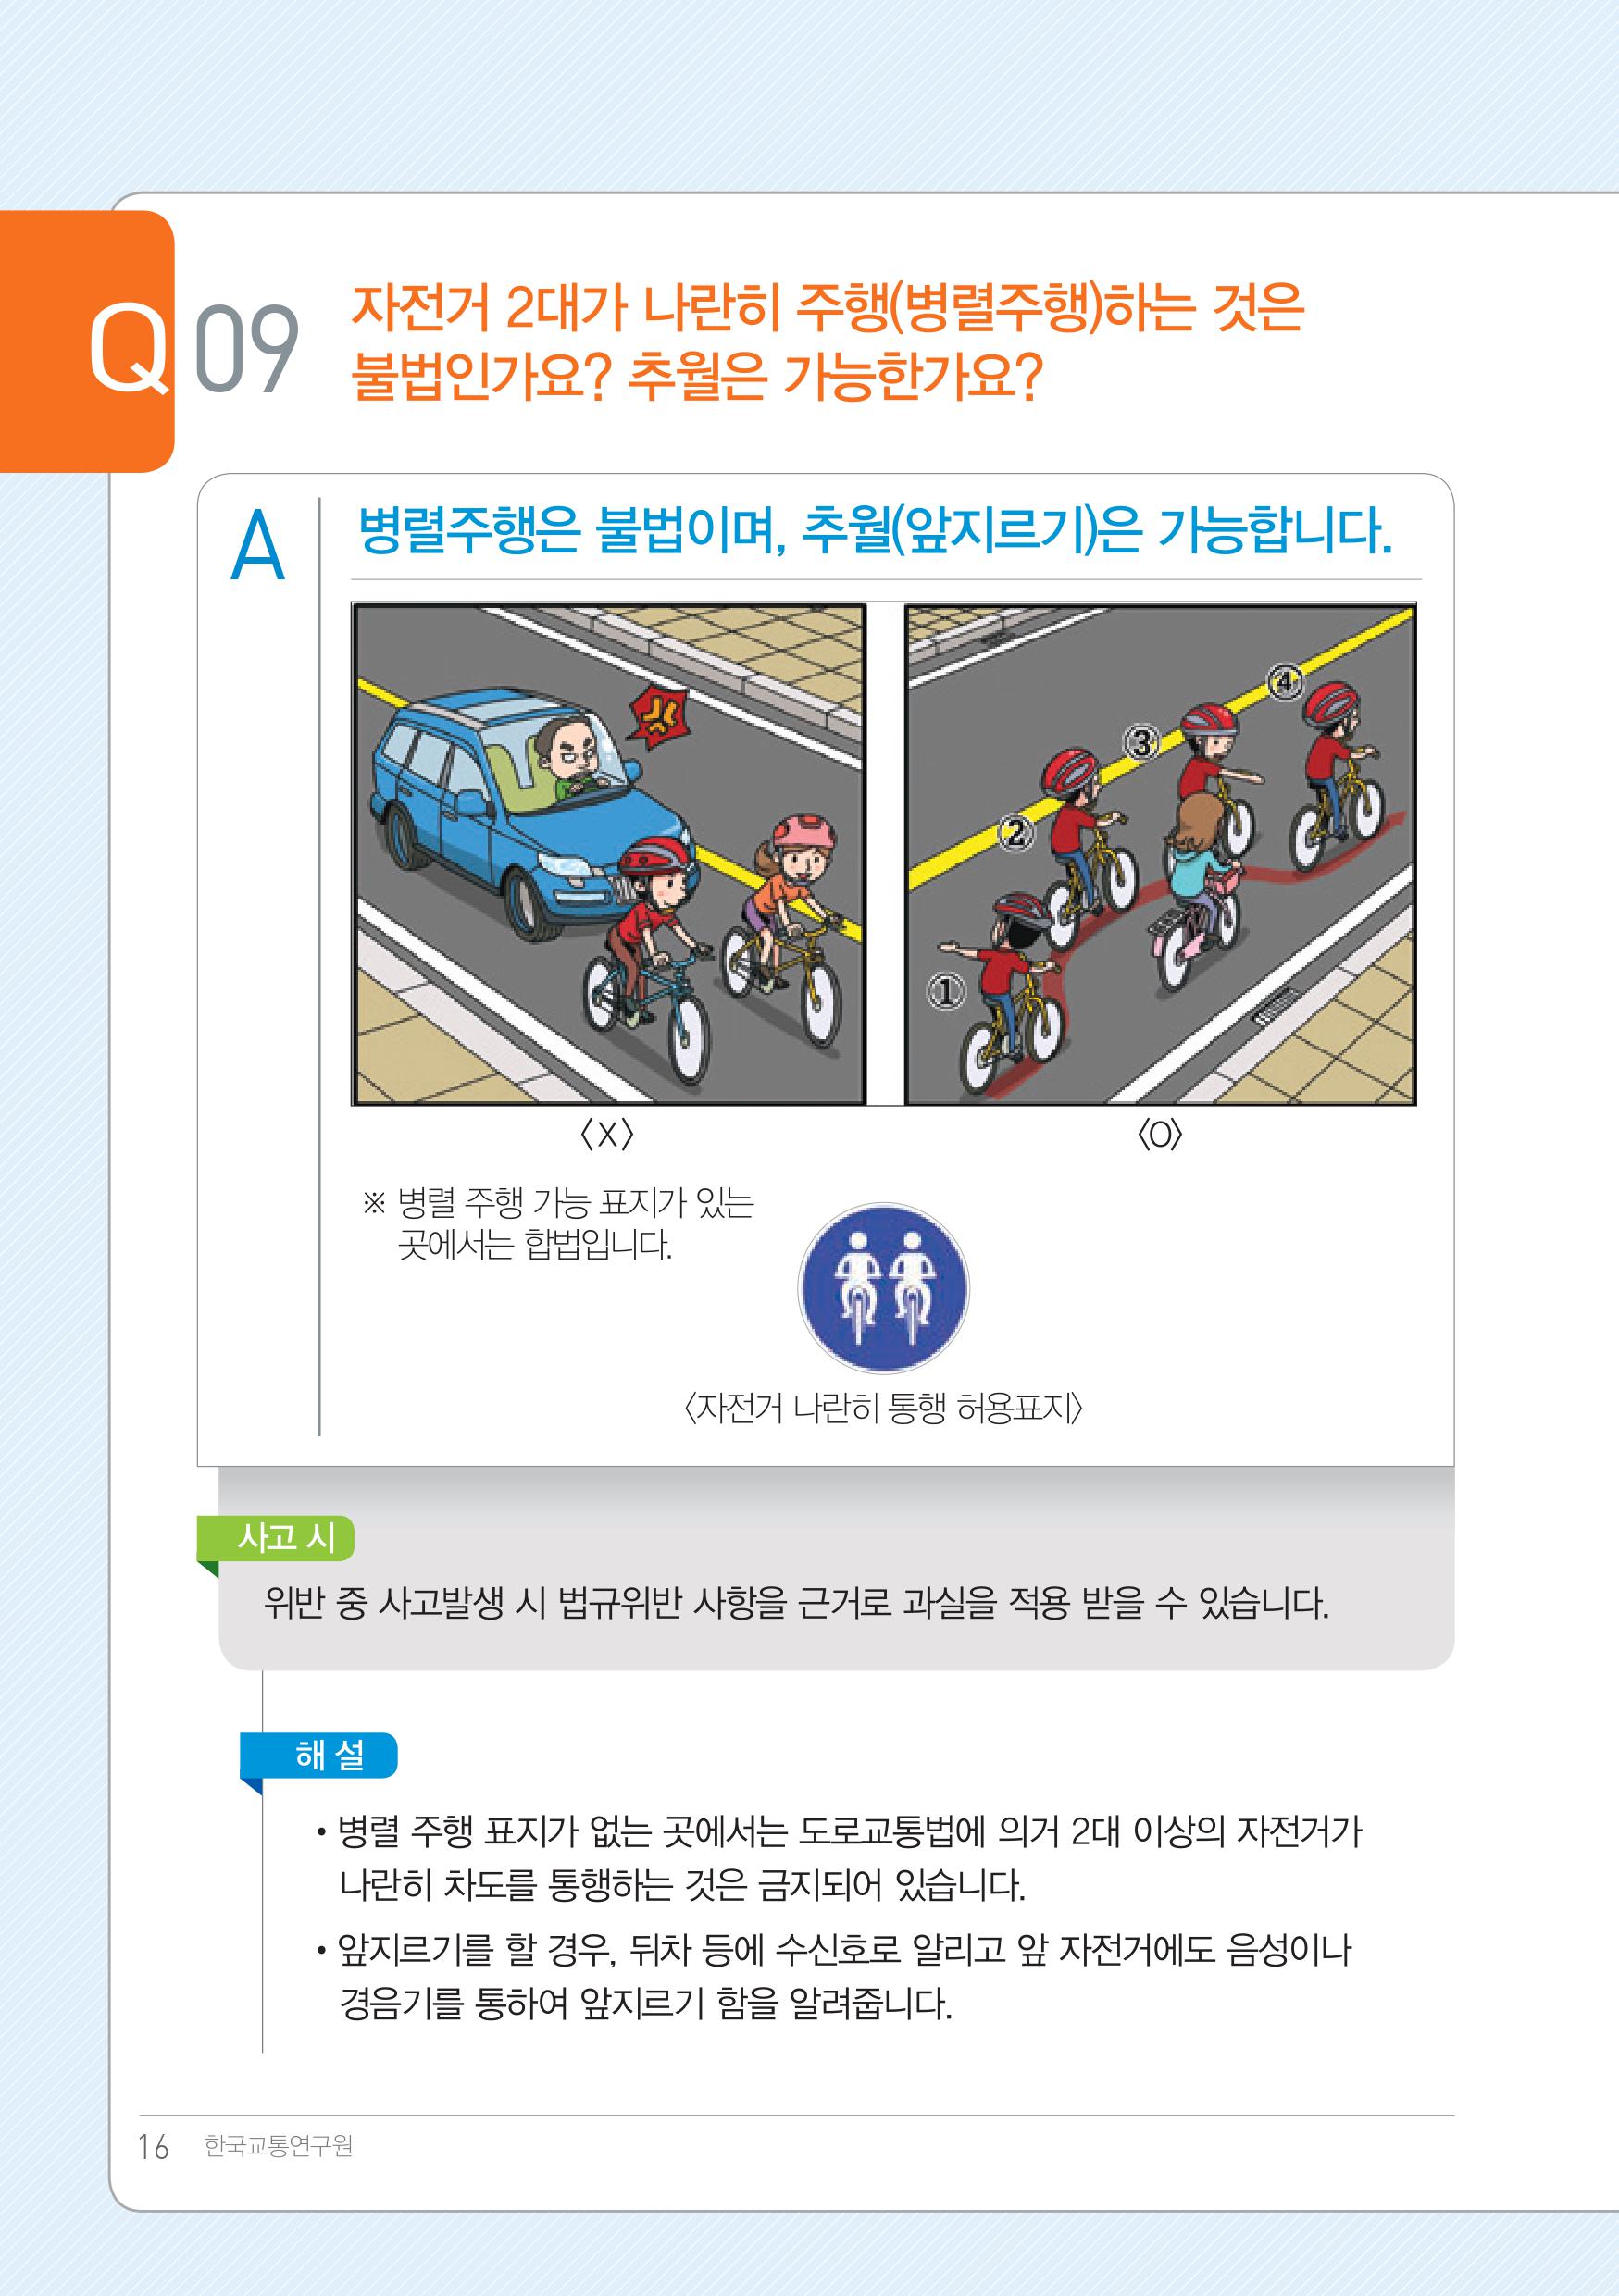 Q 09
자전거 2대가 나란히 주행(병렬주행)하는 것은
불법인가요? 추월은 가능한가요?
A
병렬주행은 불법이며, 추월(앞지르기)은 가능합니다.
①
②
③
④
〈X〉
〈O〉
※ 병렬 주행 가능 표지가 있는
곳에서는 합법입니다.
〈자전거 나란히 통행 허용표지〉
사고 시
위반 중 사고발생 시 법규위반 사항을 근거로 과실을 적용 받을 수 있습니다.
해 설
• 병렬 주행 표지가 없는 곳에서는 도로교통법에 의거 2대 이상의 자전거가
나란히 차도를 통행하는 것은 금지되어 있습니다.
• 앞지르기를 할 경우, 뒤차 등에 수신호로 알리고 앞 자전거에도 음성이나
경음기를 통하여 앞지르기 함을 알려줍니다.
16 한국교통연구원